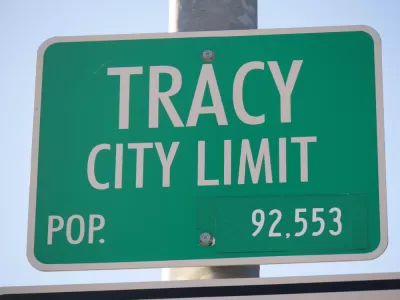 TRACY
CITY LIMIT
POP. 92,553